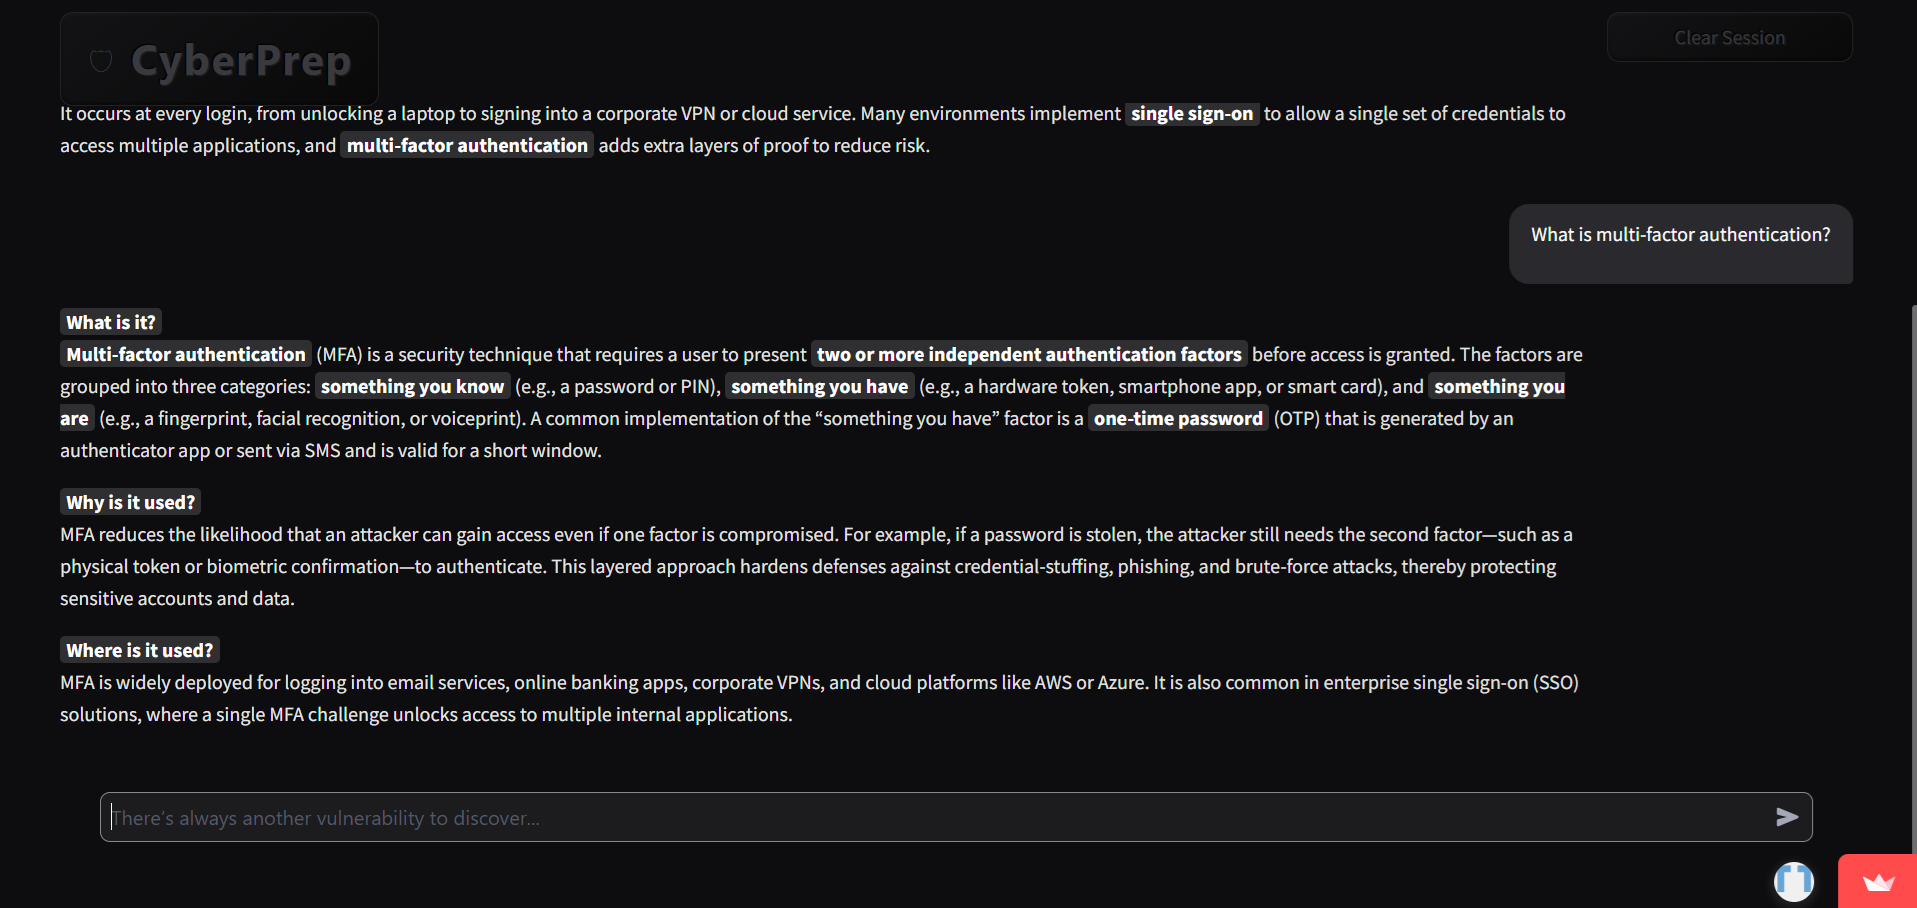 CyberPrep
Clear Session
It occurs at every login, from unlocking a laptop to signing into a corporate VPN or cloud service. Many environments implement single sign-on to allow a single set of credentials to
access multiple applications, and multi-factor authentication adds extra layers of proof to reduce risk.
What is multi-factor authentication?
What is it?
Multi-factor authentication (MFA) is a security technique that requires a user to present two or more independent authentication factors before access is granted. The factors are
grouped into three categories: something you know (e.g., a password or PIN), something you have (e.g., a hardware token, smartphone app, or smart card), and something you
are (e.g., a fingerprint, facial recognition, or voiceprint). A common implementation of the “something you have” factor is a one-time password (OTP) that is generated by an
authenticator app or sent via SMS and is valid for a short window.
Why is it used?
MFA reduces the likelihood that an attacker can gain access even if one factor is compromised. For example, if a password is stolen, the attacker still needs the second factor—such as a
physical token or biometric confirmation—to authenticate. This layered approach hardens defenses against credential-stuffing, phishing, and brute-force attacks, thereby protecting
sensitive accounts and data.
Where is it used?
MFA is widely deployed for logging into email services, online banking apps, corporate VPNs, and cloud platforms like AWS or Azure. It is also common in enterprise single sign-on (SSO)
solutions, where a single MFA challenge unlocks access to multiple internal applications.
There's always another vulnerability to discover...